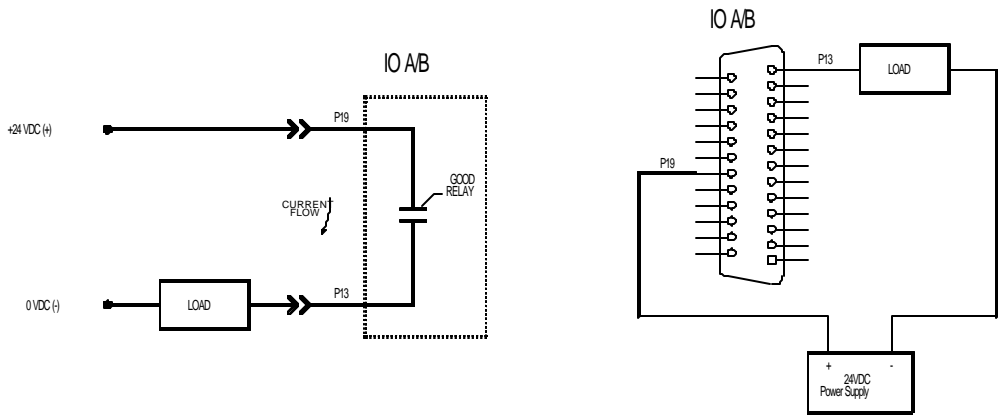 IO A/B
+24 VDC (+)
P19
GOOD
RELAY
CURRENT
FLOW
0 VDC (-)
LOAD
P13
IO A/B
P13
LOAD
P19
+
-
24VDC
Power Supply